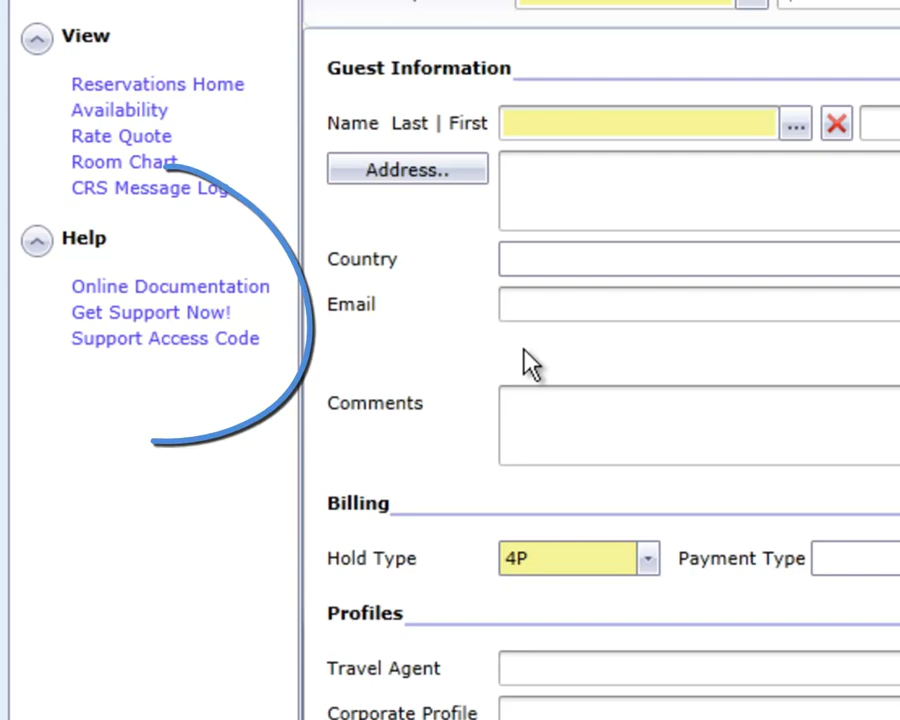 View
Reservations Home
Availability
Rate Quote
Room Chart
CRS Message Log
Help
Online Documentation
Get Support Now!
Support Access Code
Guest Information
Name Last | First ...
Address..
Country
Email
Comments
Billing
Hold Type 4P Payment Type
Profiles
Travel Agent
Corporate Profile